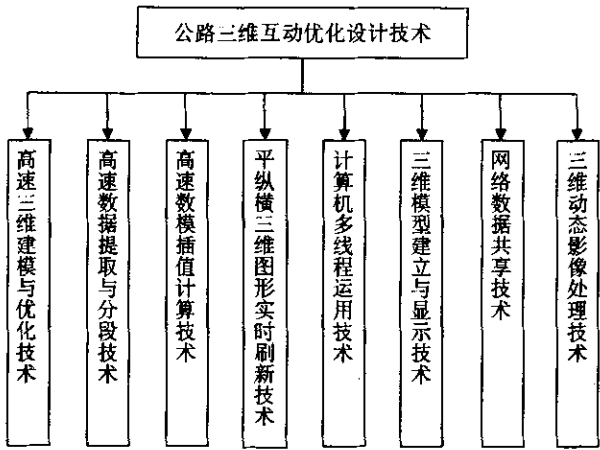 公路三维互动优化设计技术
高速三维建模与优化技术
高速数据提取与分段技术
高速数模插值计算技术
平纵横三维图形实时刷新技术
计算机多线程运用技术
三维模型建立与显示技术
网络数据共享技术
三维动态影像处理技术